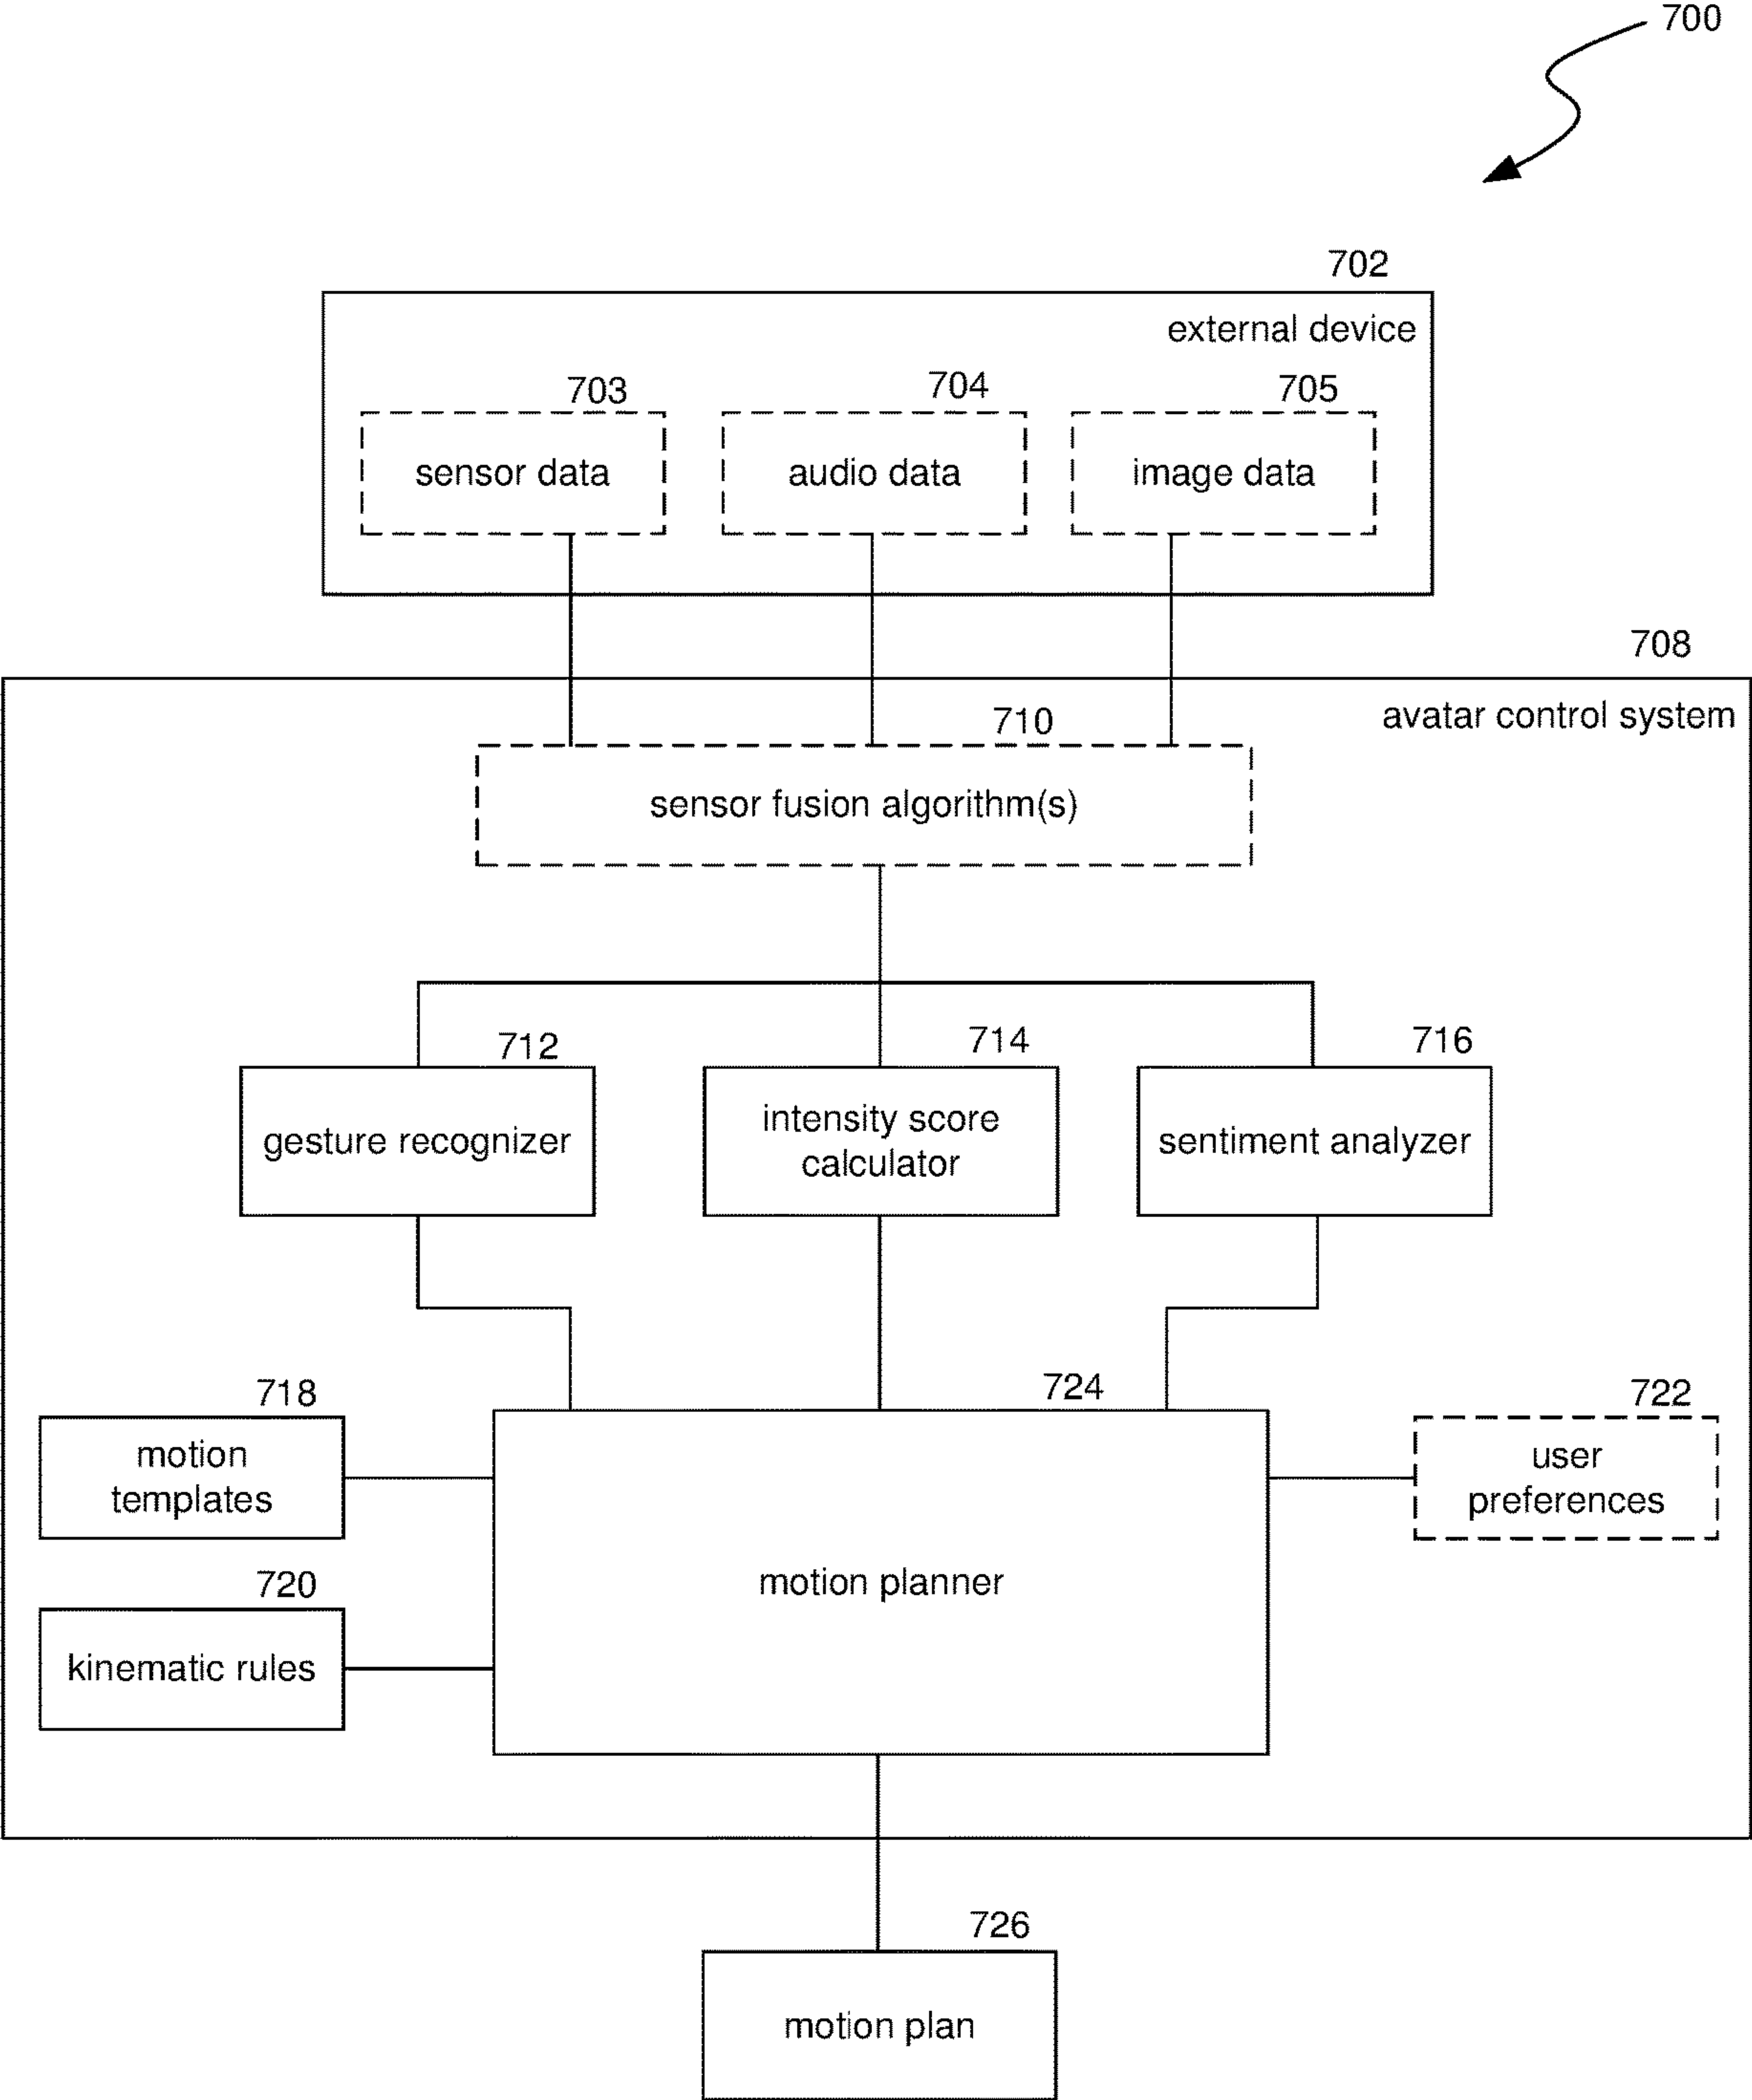 700
702
external device
703
704
705
sensor data
audio data
image data
708
avatar control system
710
sensor fusion algorithm(s)
712
714
716
gesture recognizer
intensity score
calculator
sentiment analyzer
718
724
722
motion
templates
user
preferences
motion planner
720
kinematic rules
726
motion plan